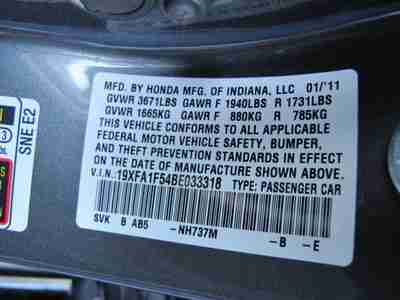 MFD. BY HONDA MFG. OF INDIANA, LLC 01/'11
GVWR 3671LBS GAWR F 1940LBS R 1731LBS
GVWR 1665KG GAWR F 880KG R 785KG
THIS VEHICLE CONFORMS TO ALL APPLICABLE
FEDERAL MOTOR VEHICLE SAFETY, BUMPER,
AND THEFT PREVENTION STANDARDS IN EFFECT
ON THE DATE OF MANUFACTURE SHOWN ABOVE.
V.I.N.: 19XFA1F54BE033318 TYPE: PASSENGER CAR
SVK B AB5 -NH737M -B -E
SNE E2
3